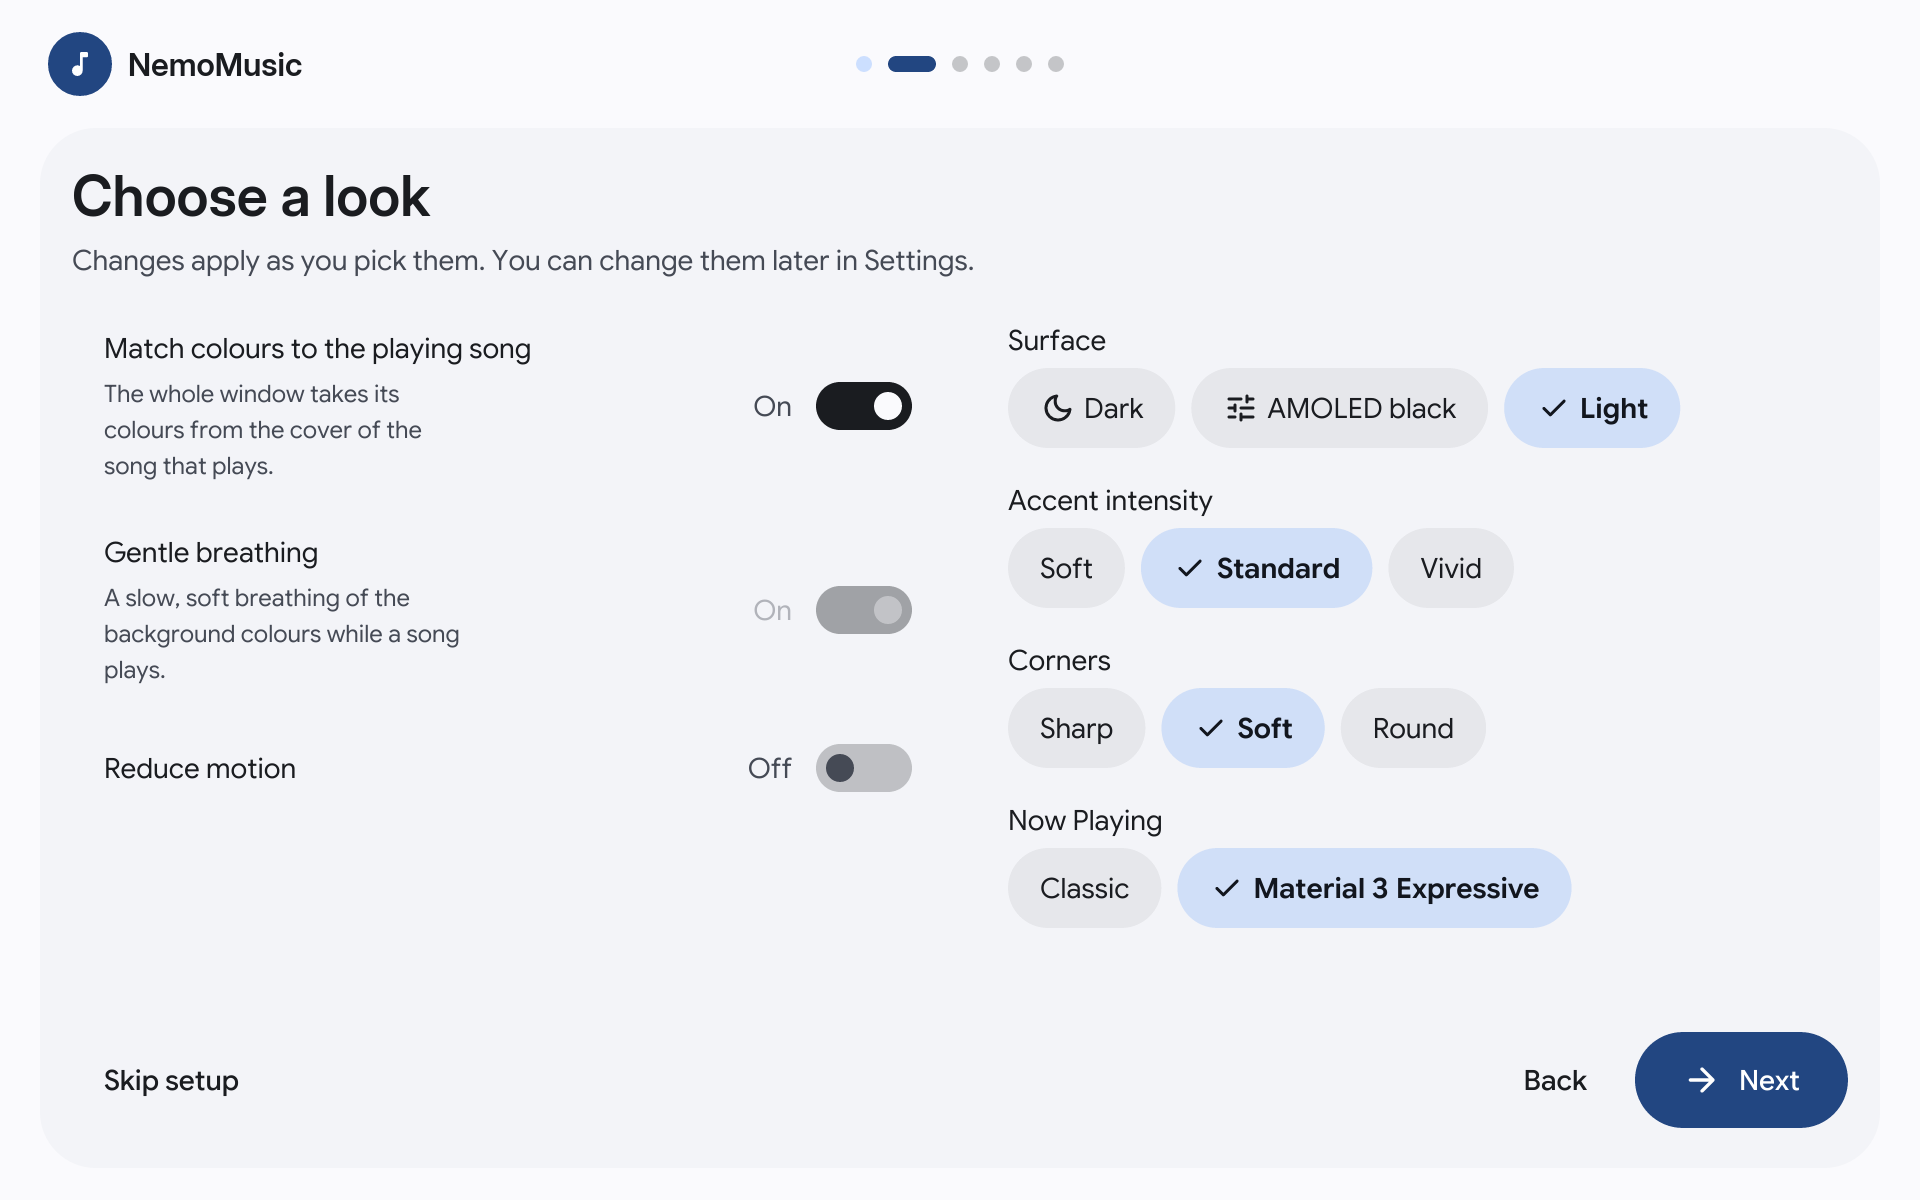 NemoMusic
Choose a look
Changes apply as you pick them. You can change them later in Settings.
Match colours to the playing song
The whole window takes its
colours from the cover of the
song that plays.
On
Gentle breathing
A slow, soft breathing of the
background colours while a song
plays.
On
Reduce motion
Off
Surface
Dark
AMOLED black
Light
Accent intensity
Soft
Standard
Vivid
Corners
Sharp
Soft
Round
Now Playing
Classic
Material 3 Expressive
Skip setup
Back
Next